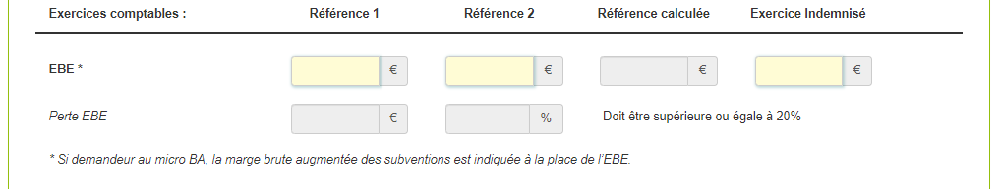 Exercices comptables : Référence 1 Référence 2 Référence calculée Exercice Indemnisé
EBE * € € € €
Perte EBE € % Doit être supérieure ou égale à 20%
* Si demandeur au micro BA, la marge brute augmentée des subventions est indiquée à la place de l'EBE.